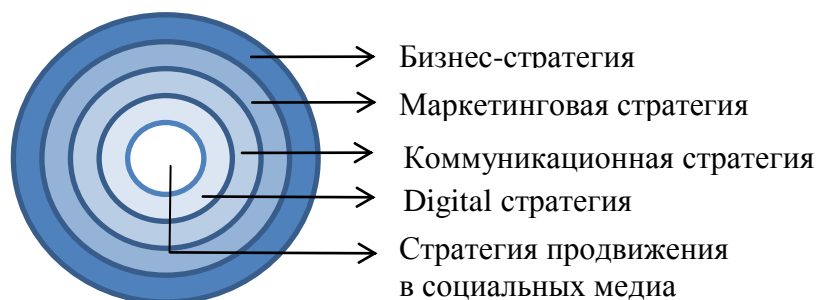 Бизнес-стратегия
Маркетинговая стратегия
Коммуникационная стратегия
Digital стратегия
Стратегия продвижения
в социальных медиа